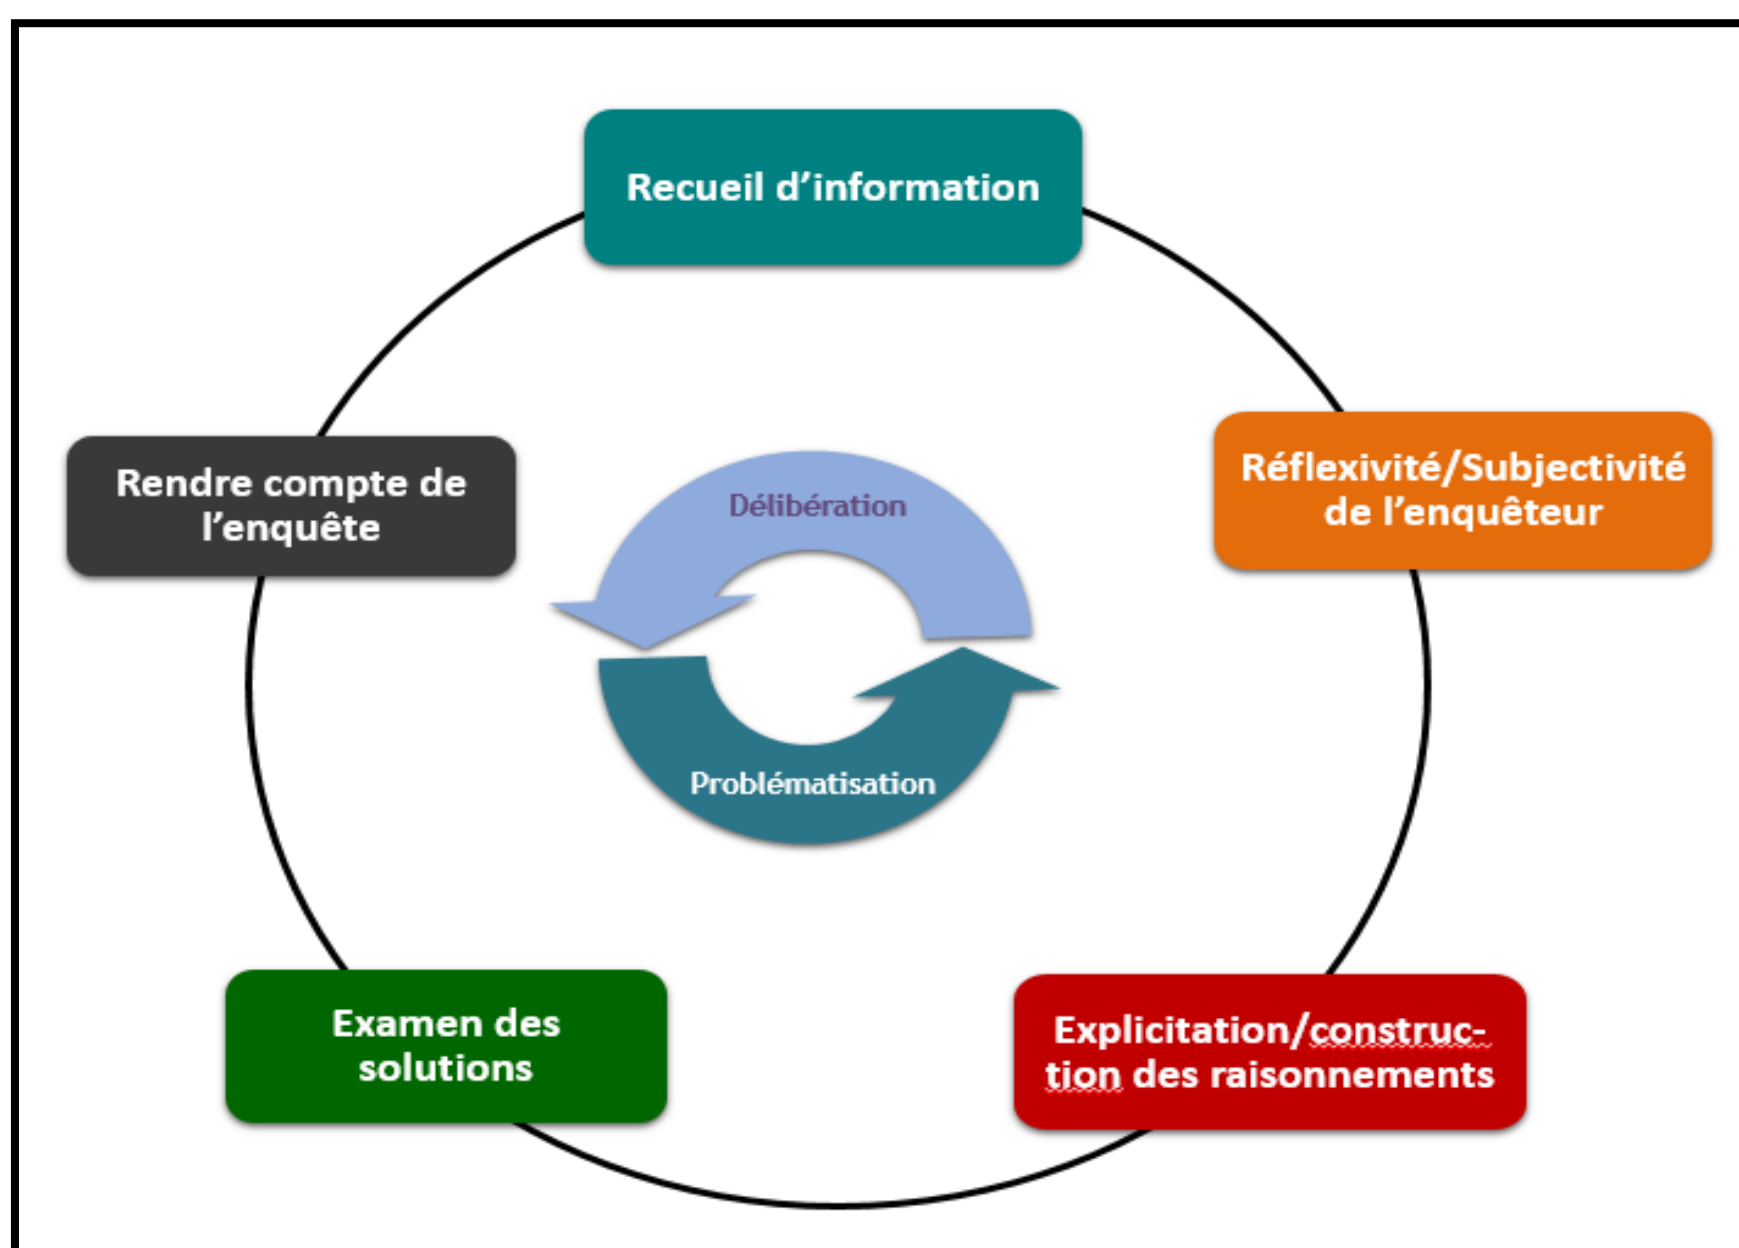 Recueil d’information
Réflexivité/Subjectivité
de l’enquêteur
Rendre compte de
l’enquête
Délibération
Problématisation
Examen des
solutions
Explicitation/construc-
tion des raisonnements